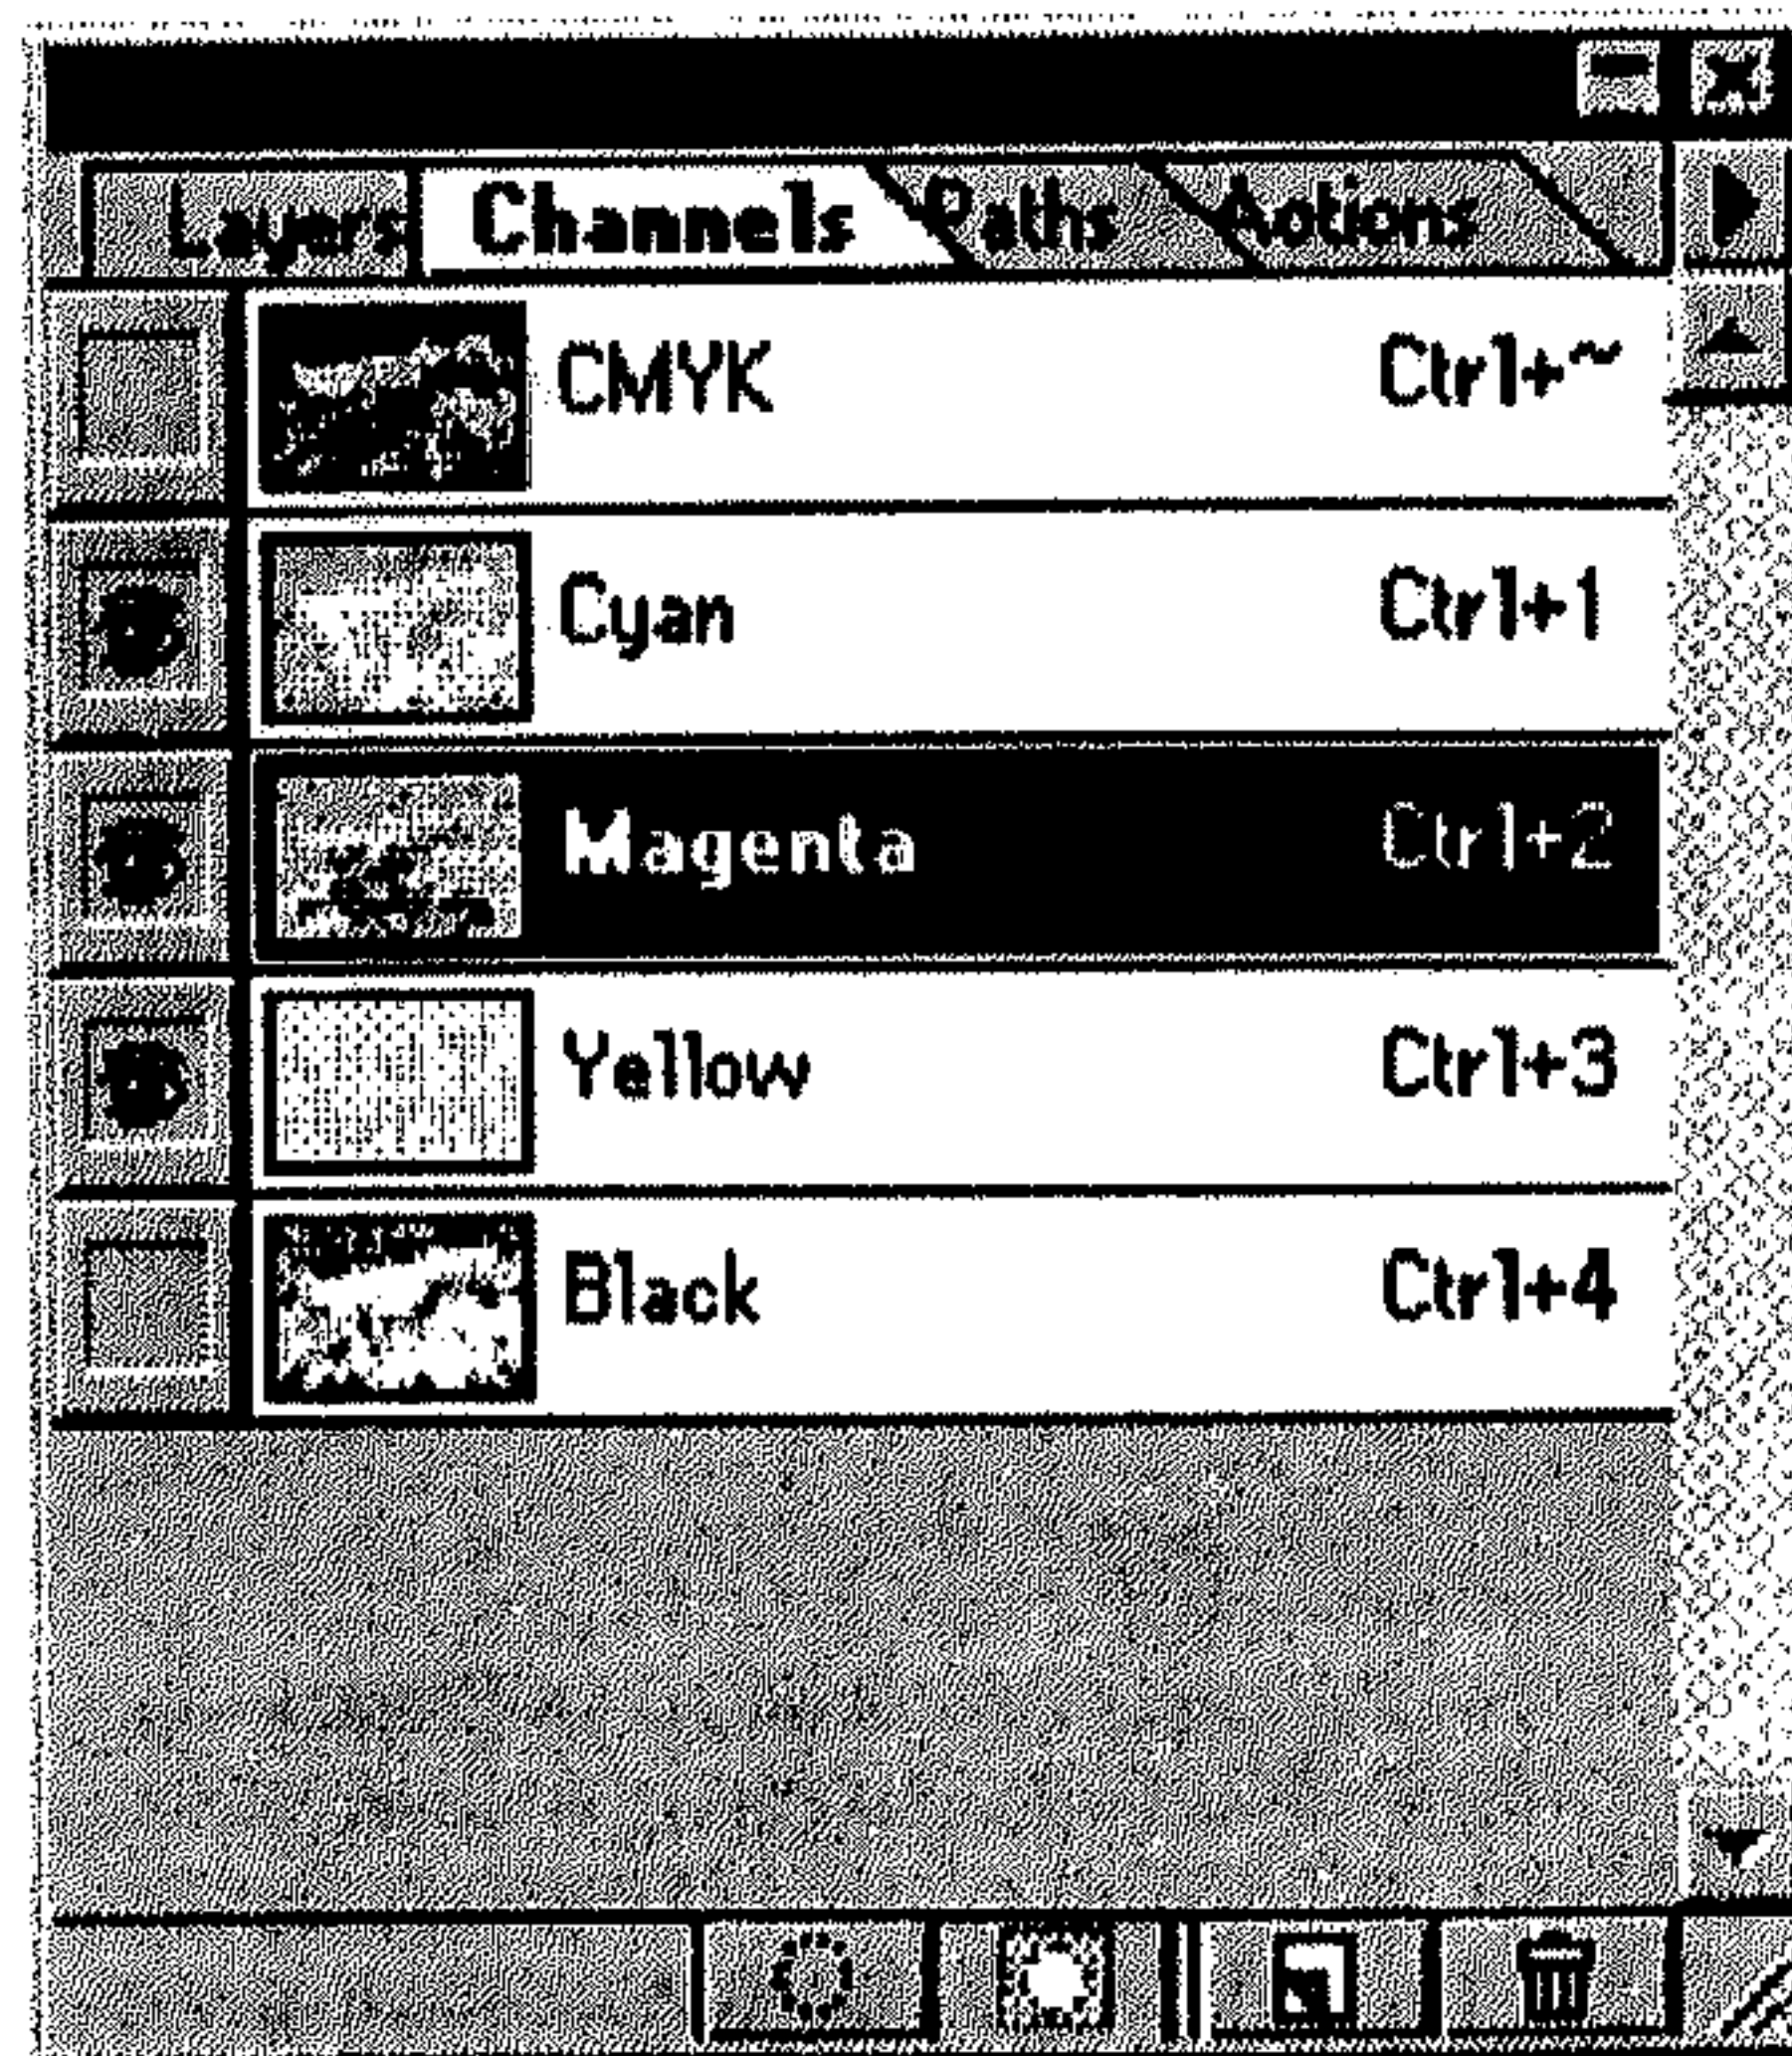 Layers Channels Paths Actions
CMYK Ctrl+~
Cyan Ctrl+1
Magenta Ctrl+2
Yellow Ctrl+3
Black Ctrl+4